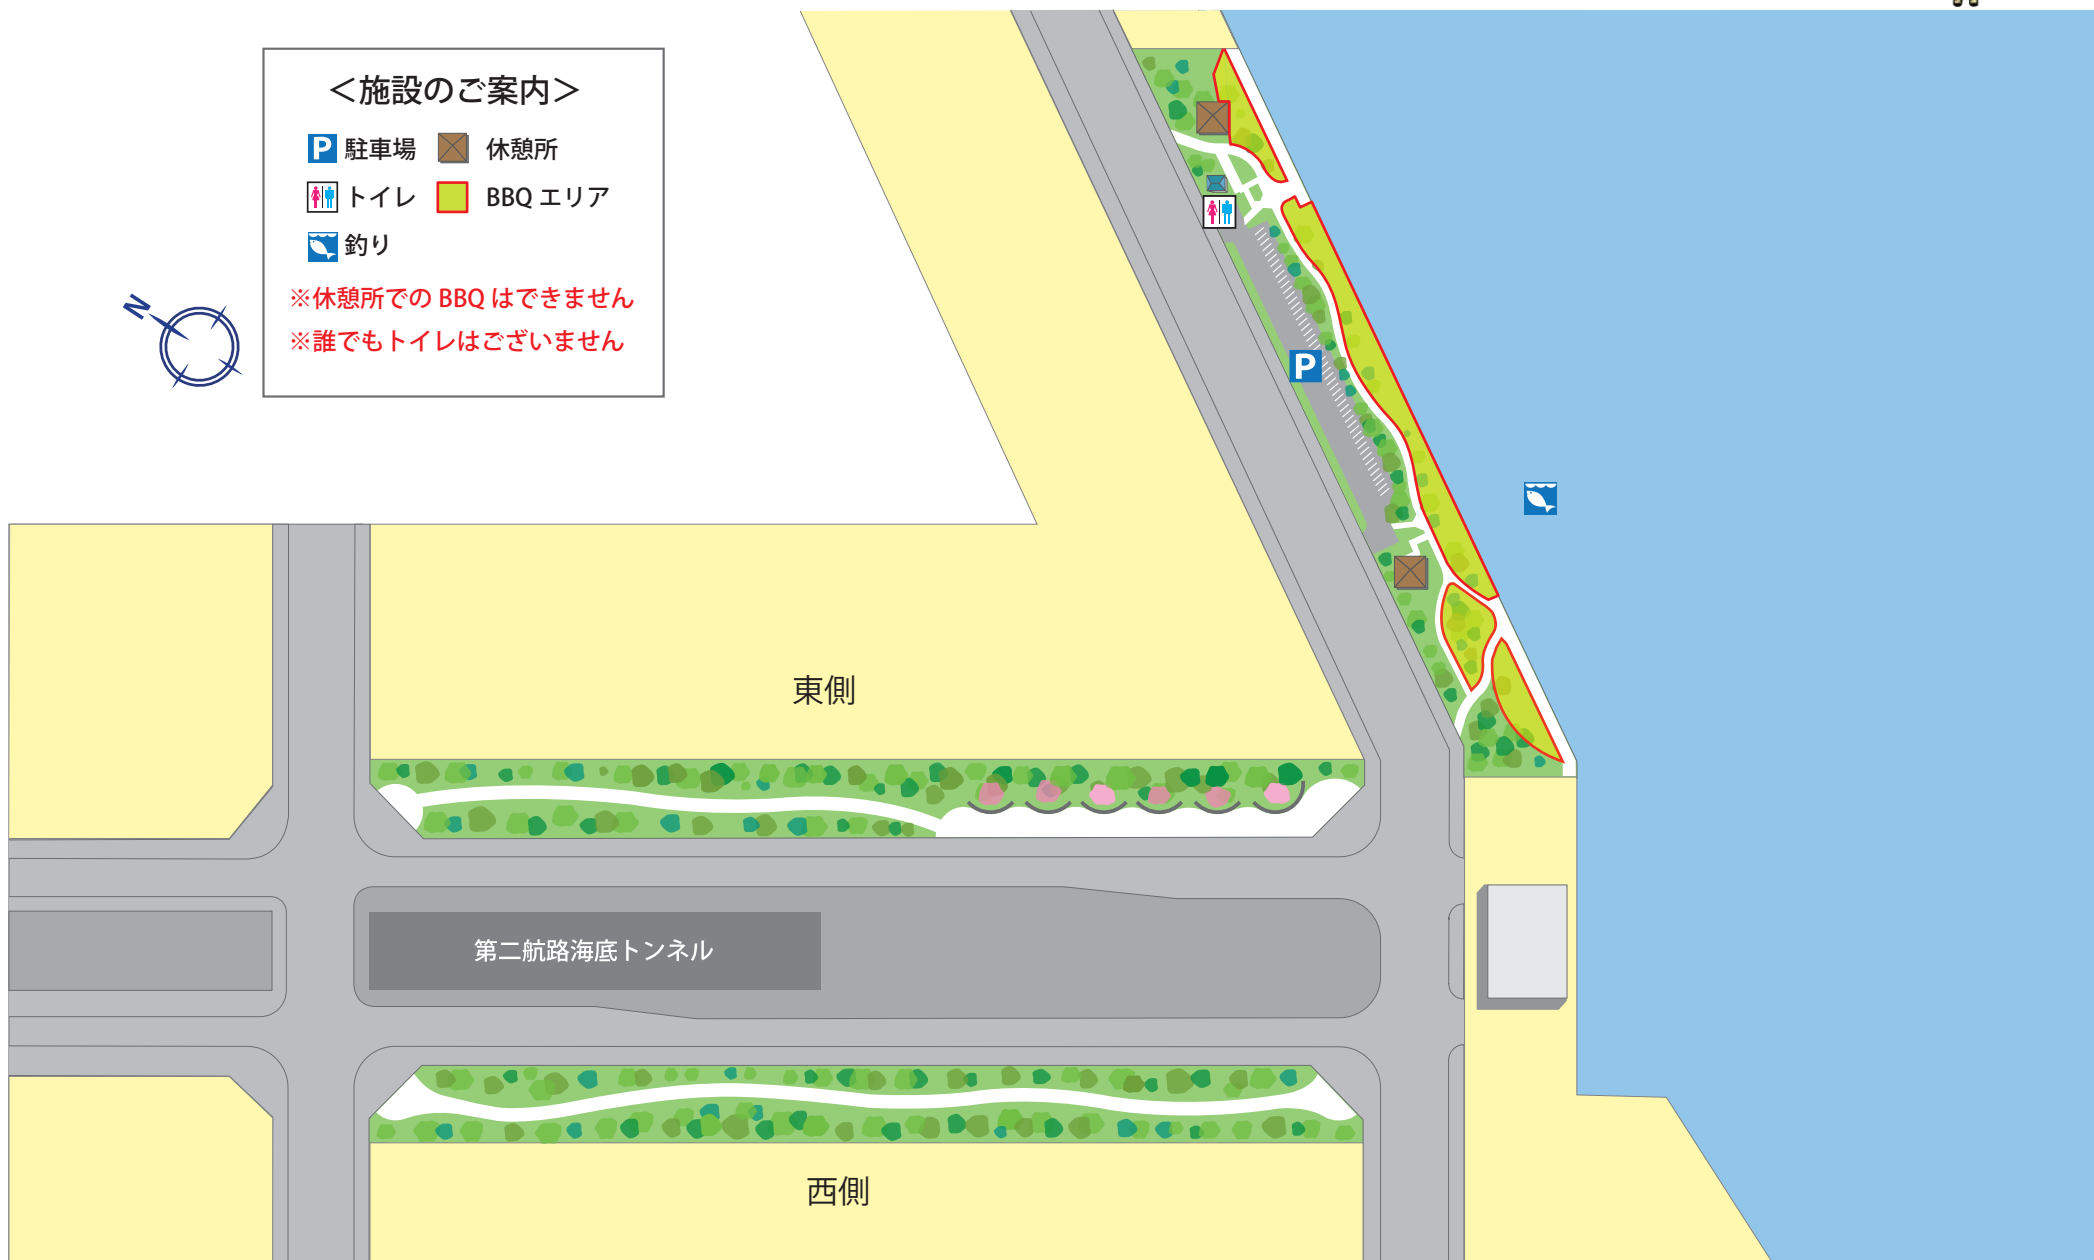 ＜施設のご案内＞
P 駐車場 休憩所
トイレ BBQ エリア
釣り
※休憩所での BBQ はできません
※誰でもトイレはございません
N
P
東側
第二航路海底トンネル
西側